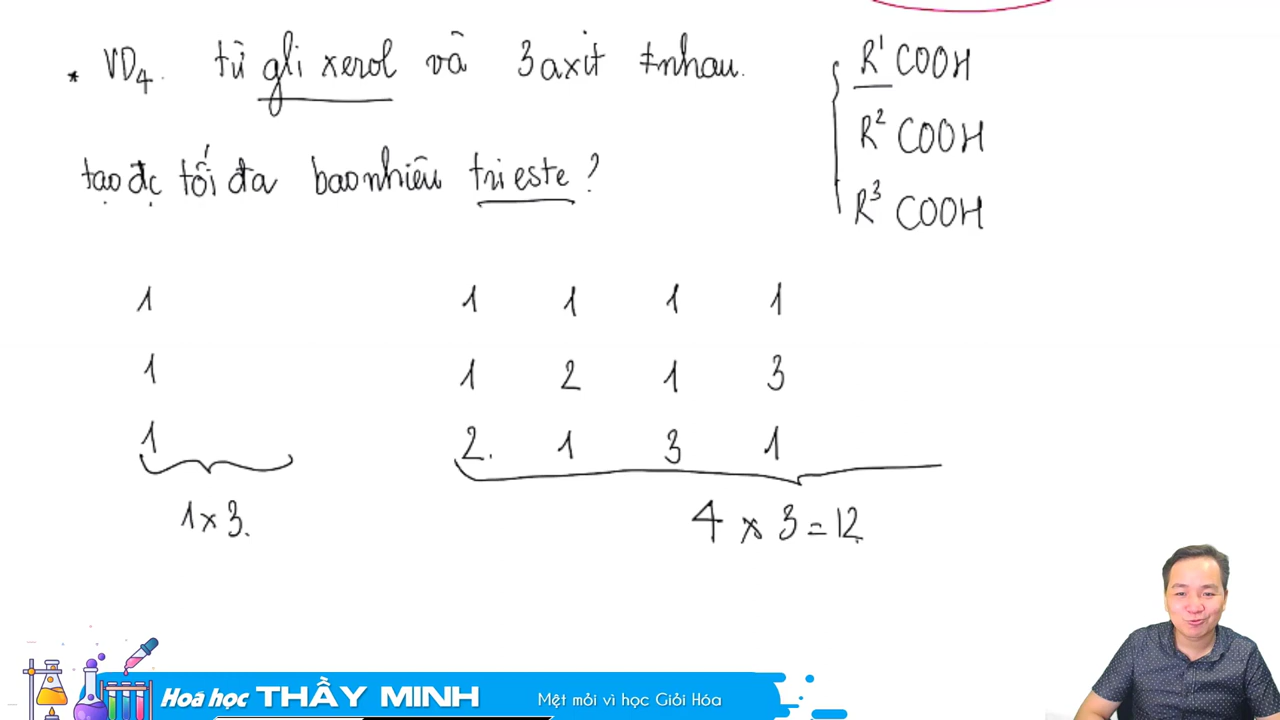 * VD4. từ glixerol và 3 axit ≠ nhau.
R¹COOH
R²COOH
R³COOH
tạo đc tối đa bao nhiêu trieste?
1 1 1 1 1
1 1 2 1 3
1 2. 1 3 1
1 x 3.
4 x 3 = 12
Hoá học THẦY MINH
Mệt mỏi vì học Giỏi Hóa